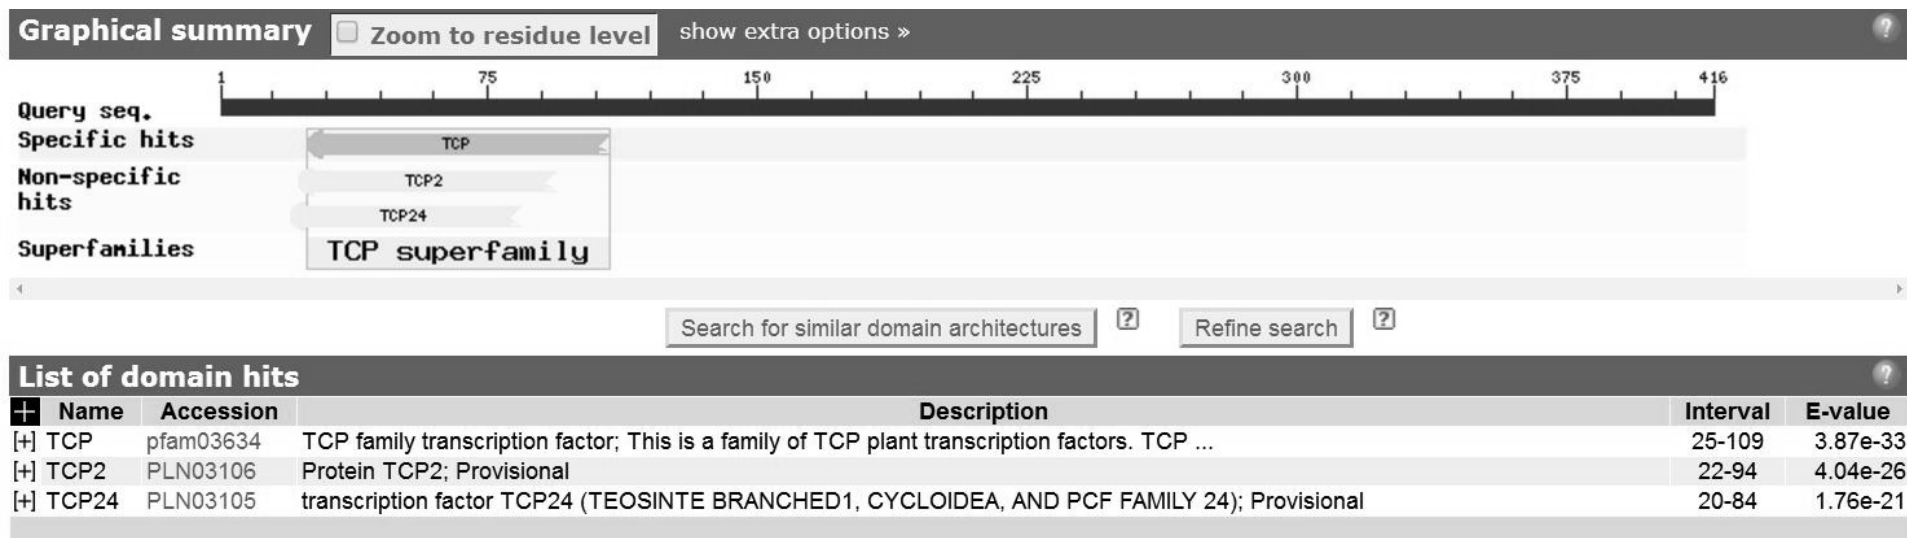 Graphical summary Zoom to residue level show extra options » ?
1 75 150 225 300 375 416
Query seq.
Specific hits TCP
Non-specific hits TCP2
TCP24
Superfamilies TCP superfamily
Search for similar domain architectures ? Refine search ?
List of domain hits ?
+ Name Accession Description Interval E-value
[+] TCP pfam03634 TCP family transcription factor; This is a family of TCP plant transcription factors. TCP ... 25-109 3.87e-33
[+] TCP2 PLN03106 Protein TCP2; Provisional 22-94 4.04e-26
[+] TCP24 PLN03105 transcription factor TCP24 (TEOSINTE BRANCHED1, CYCLOIDEA, AND PCF FAMILY 24); Provisional 20-84 1.76e-21